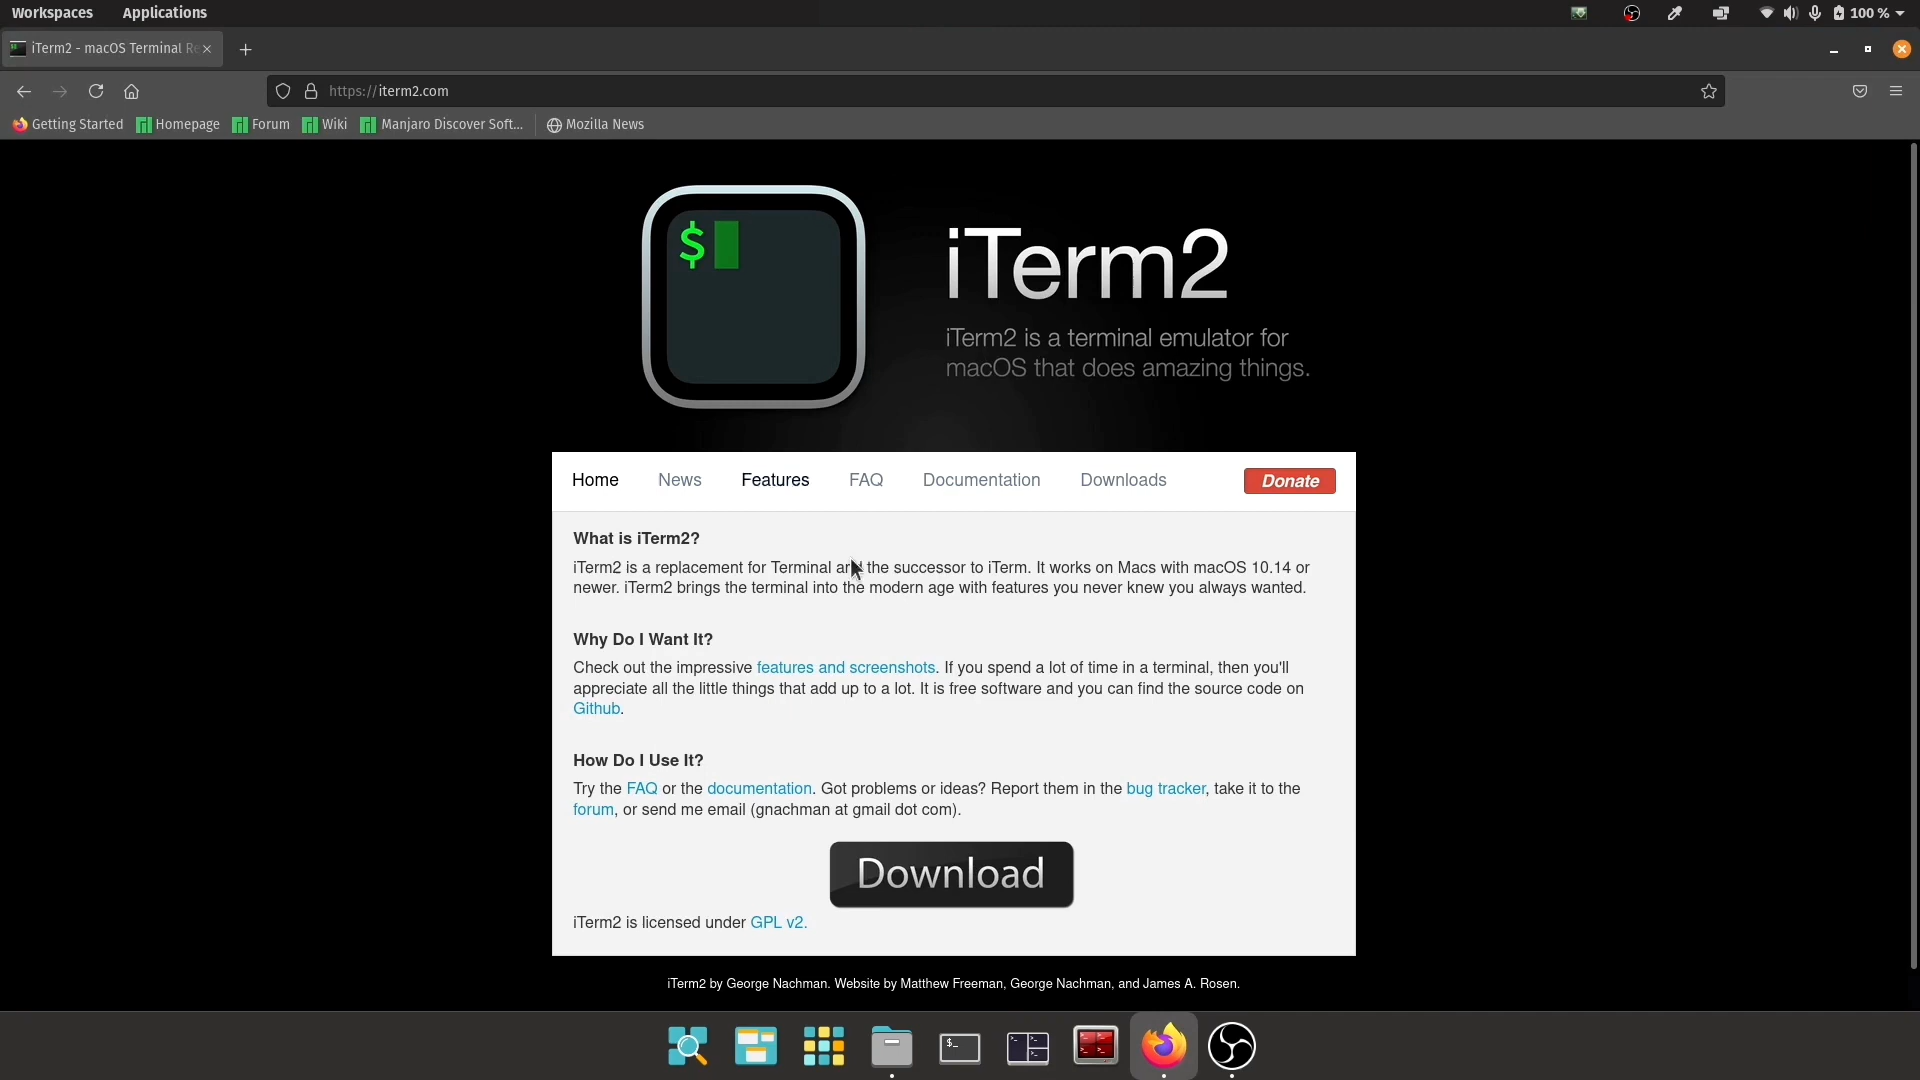 Workspaces Applications 100 %
iTerm2 - macOS Terminal Re
https://iterm2.com
Getting Started Homepage Forum Wiki Manjaro Discover Soft... Mozilla News
$
iTerm2
iTerm2 is a terminal emulator for
macOS that does amazing things.
Home News Features FAQ Documentation Downloads Donate
What is iTerm2?
iTerm2 is a replacement for Terminal and the successor to iTerm. It works on Macs with macOS 10.14 or
newer. iTerm2 brings the terminal into the modern age with features you never knew you always wanted.
Why Do I Want It?
Check out the impressive features and screenshots. If you spend a lot of time in a terminal, then you'll
appreciate all the little things that add up to a lot. It is free software and you can find the source code on
Github.
How Do I Use It?
Try the FAQ or the documentation. Got problems or ideas? Report them in the bug tracker, take it to the
forum, or send me email (gnachman at gmail dot com).
Download
iTerm2 is licensed under GPL v2.
iTerm2 by George Nachman. Website by Matthew Freeman, George Nachman, and James A. Rosen.